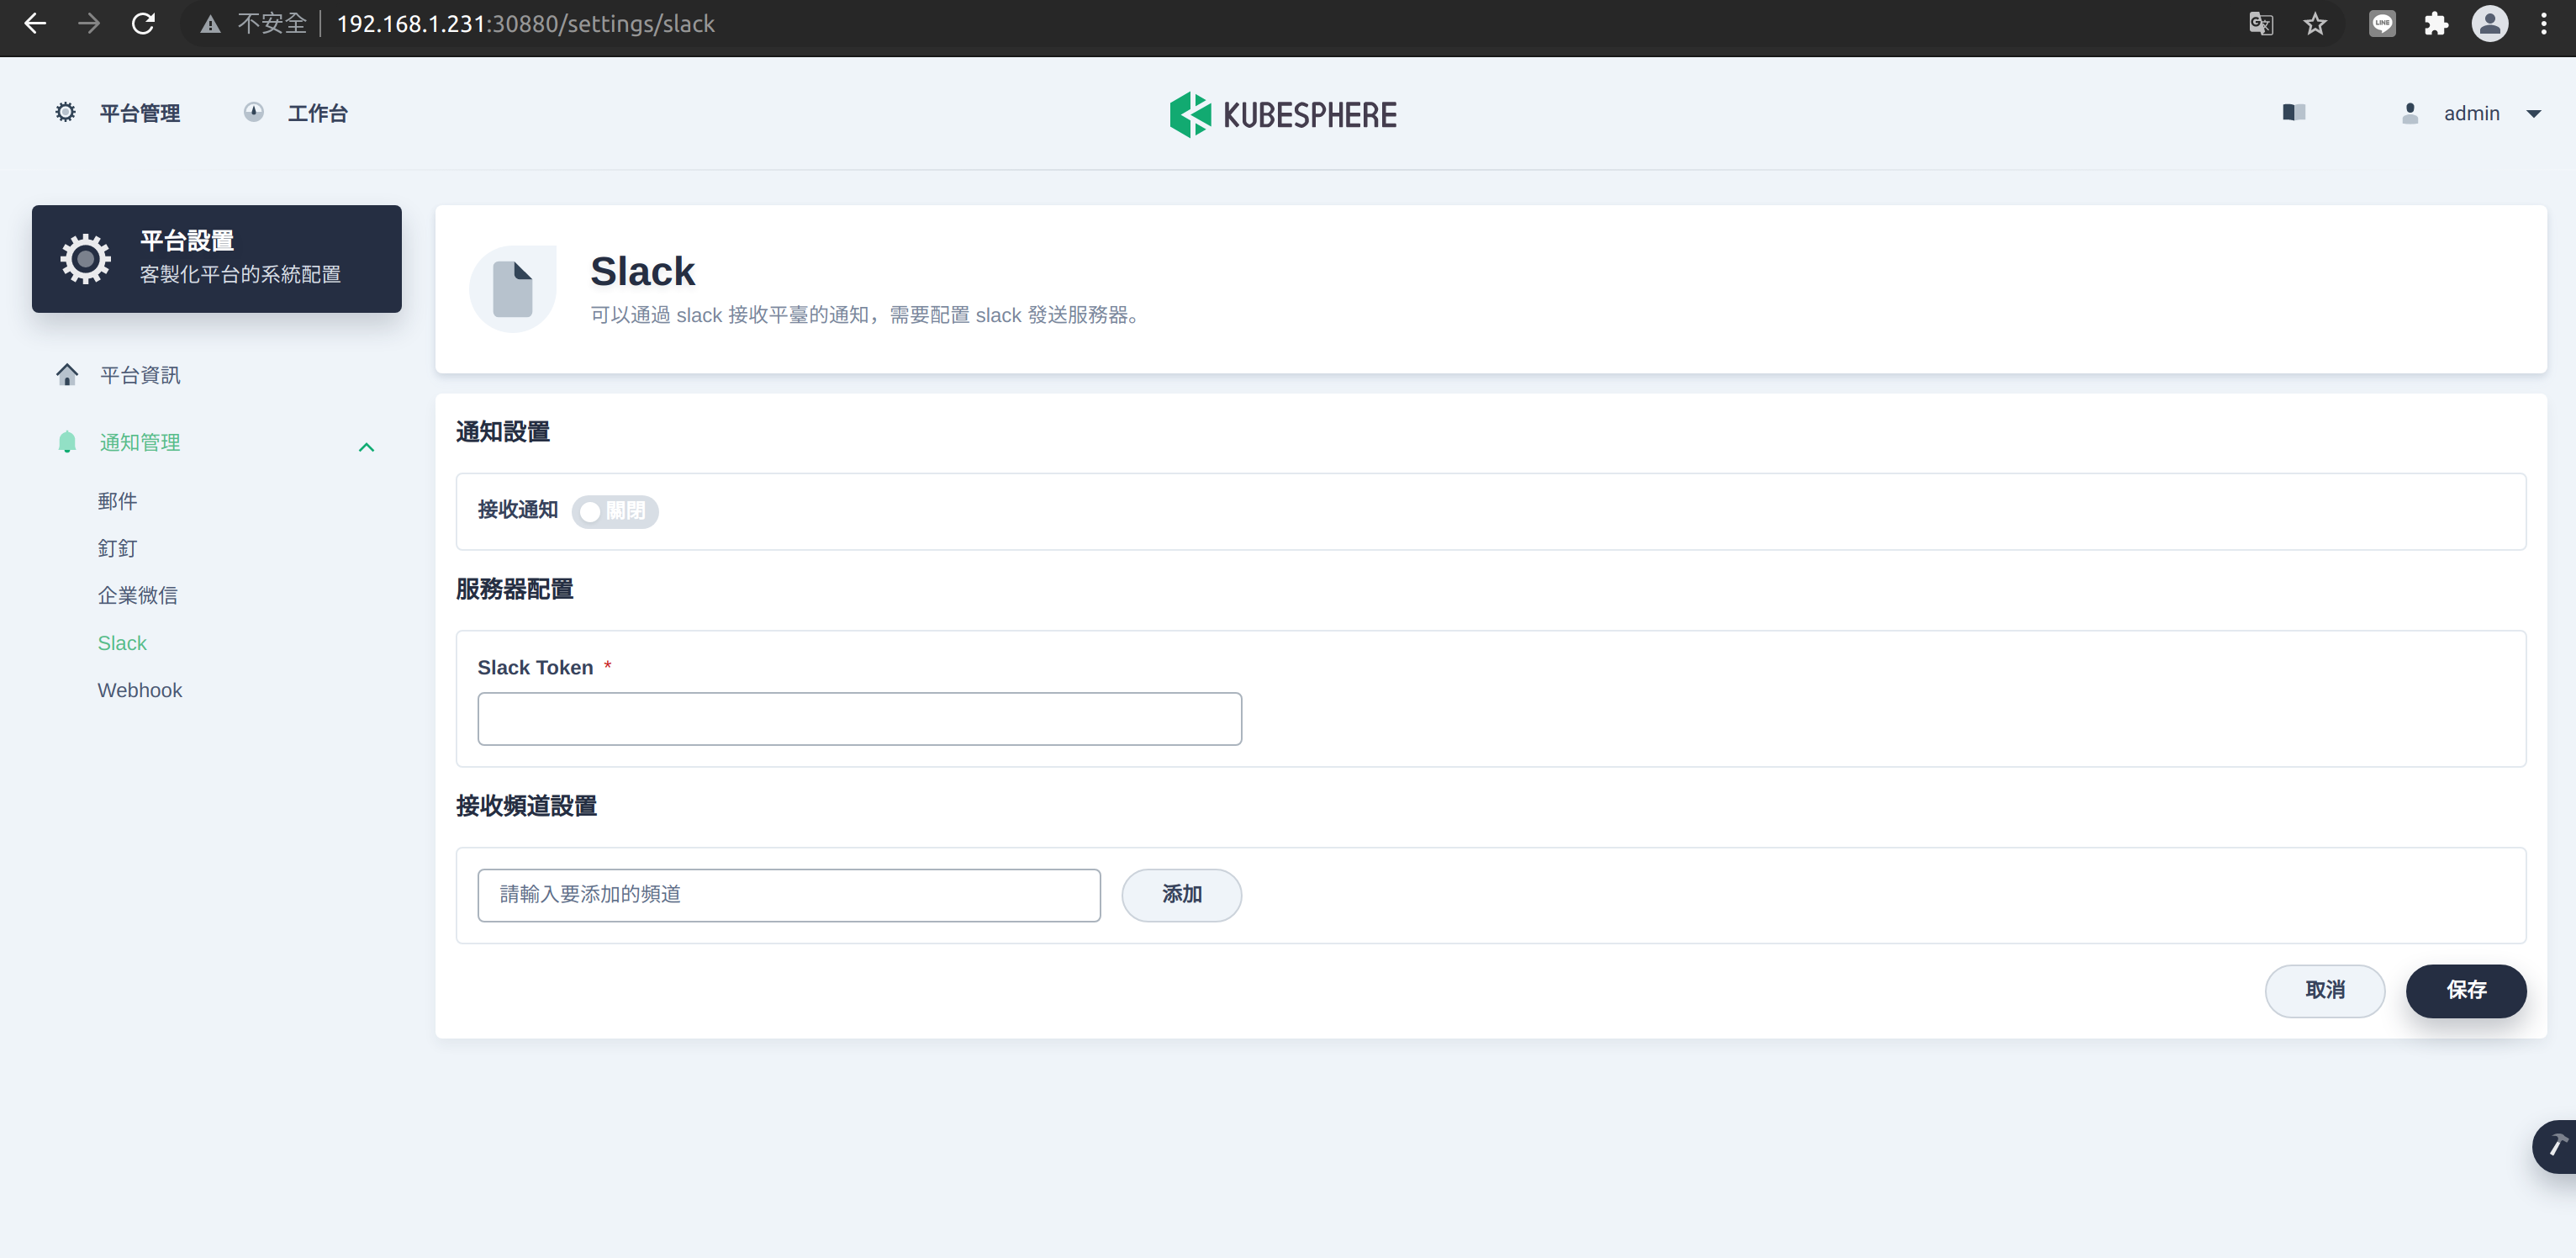 不安全 192.168.1.231:30880/settings/slack
LINE
平台管理 工作台 KUBESPHERE admin
平台設置
客製化平台的系統配置
平台資訊
通知管理
郵件
釘釘
企業微信
Slack
Webhook
Slack
可以通過 slack 接收平臺的通知，需要配置 slack 發送服務器。
通知設置
接收通知 關閉
服務器配置
Slack Token *
接收頻道設置
請輸入要添加的頻道 添加
取消 保存